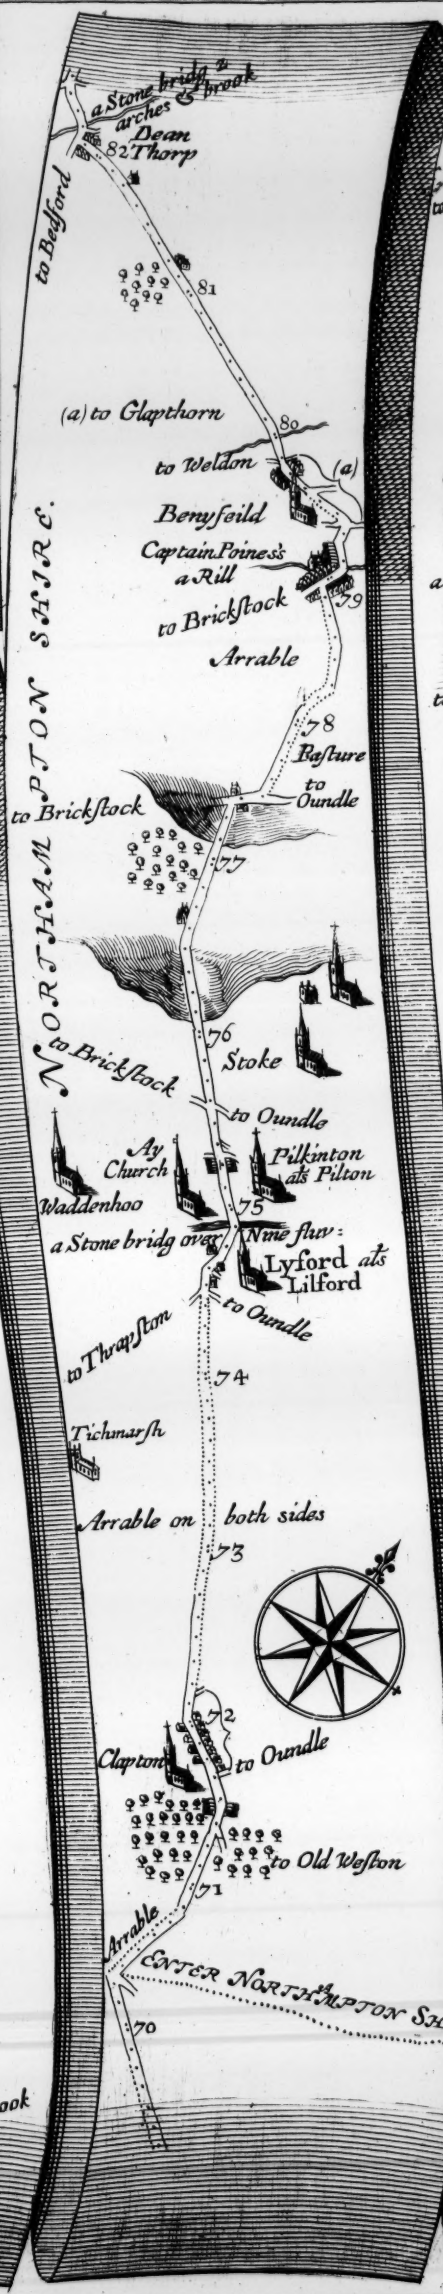 a Stone bridg 2
arches & brook
Dean
Thorp
82
to Bedford
81
(a) to Glapthorn
80
to Weldon
(a)
Benyfeild
Captain Poines's
a Rill
to Brickstock
79
Arrable
78
Pasture
to
Oundle
to Brickstock
77
NORTHAMPTON SHIRE.
76
to Brickstock
Stoke
to Oundle
Ay
Church
Pilkinton
als Pilton
Waddenhoo
75
a Stone bridg over Nine fluv:
Lyford als
Lilford
to Thrapston
to Oundle
74
Tichmarsh
Arrable on both sides
73
72
Clapton
to Oundle
to Old Weston
71
Arrable
ENTER NORTHAMPTON SH
70
ook